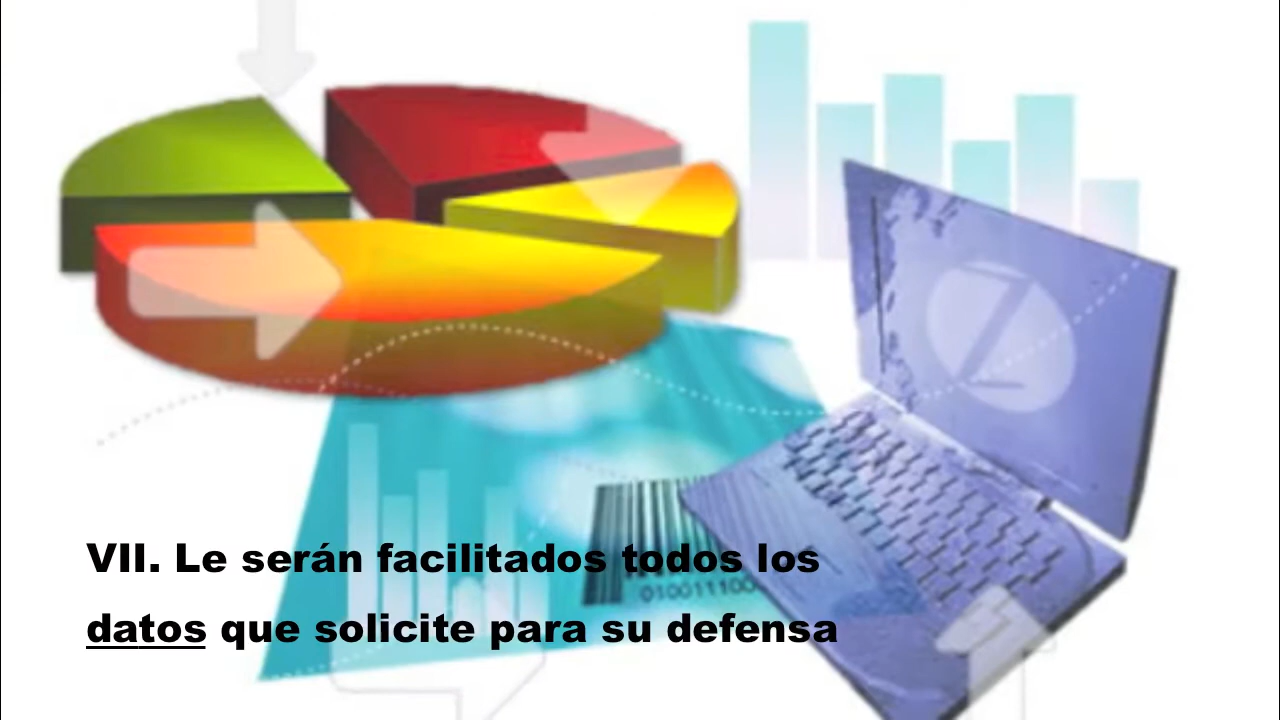 VII. Le serán facilitados todos los
datos que solicite para su defensa